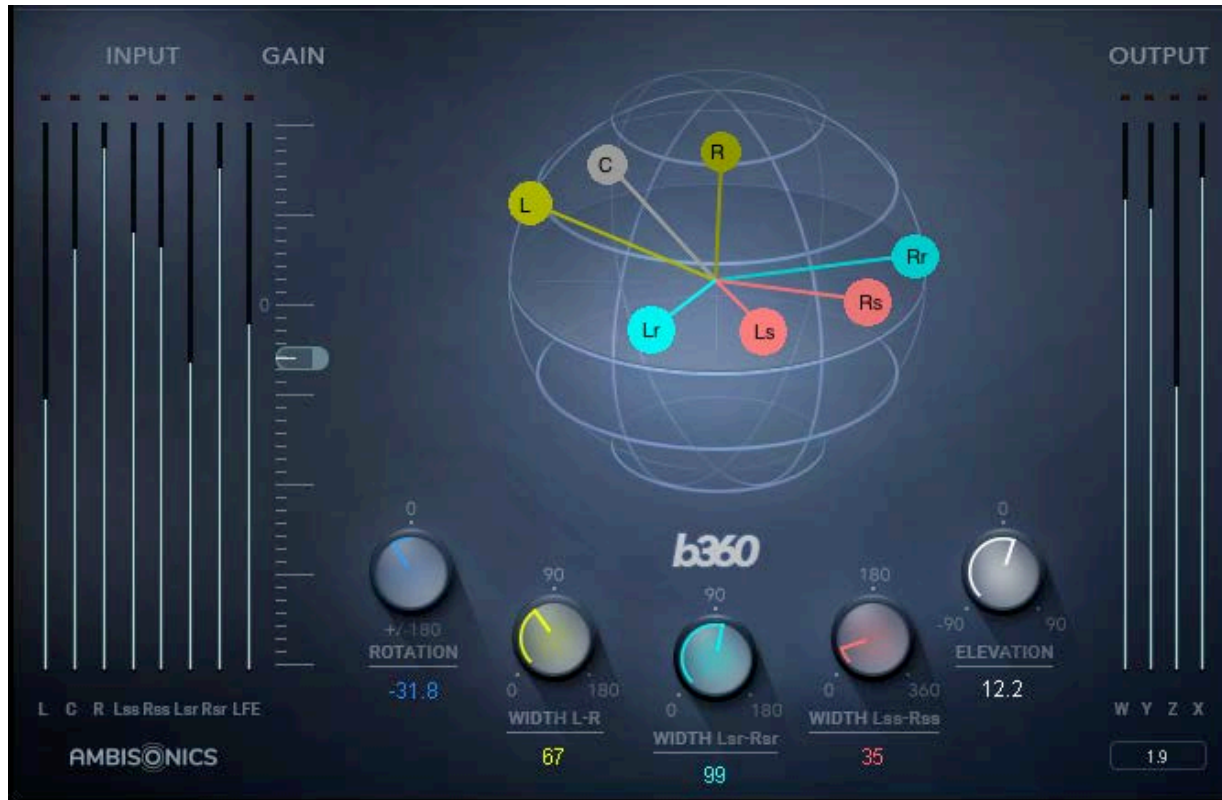 INPUT GAIN OUTPUT
R
C
L
Rr
Rs
Lr Ls
0
b360
0
+/-180
ROTATION
-31.8
90
0 180
WIDTH L-R
67
90
0 180
WIDTH Lsr-Rsr
99
180
0 360
WIDTH Lss-Rss
35
0
-90 90
ELEVATION
12.2
L C R Lss Rss Lsr Rsr LFE
W Y Z X
AMBISONICS
1.9